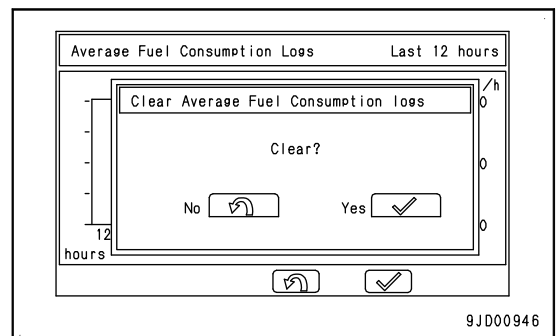 Average Fuel Consumption Logs Last 12 hours
/h
Clear Average Fuel Consumption logs
0
Clear?
0
No Yes
0
12
hours
9JD00946